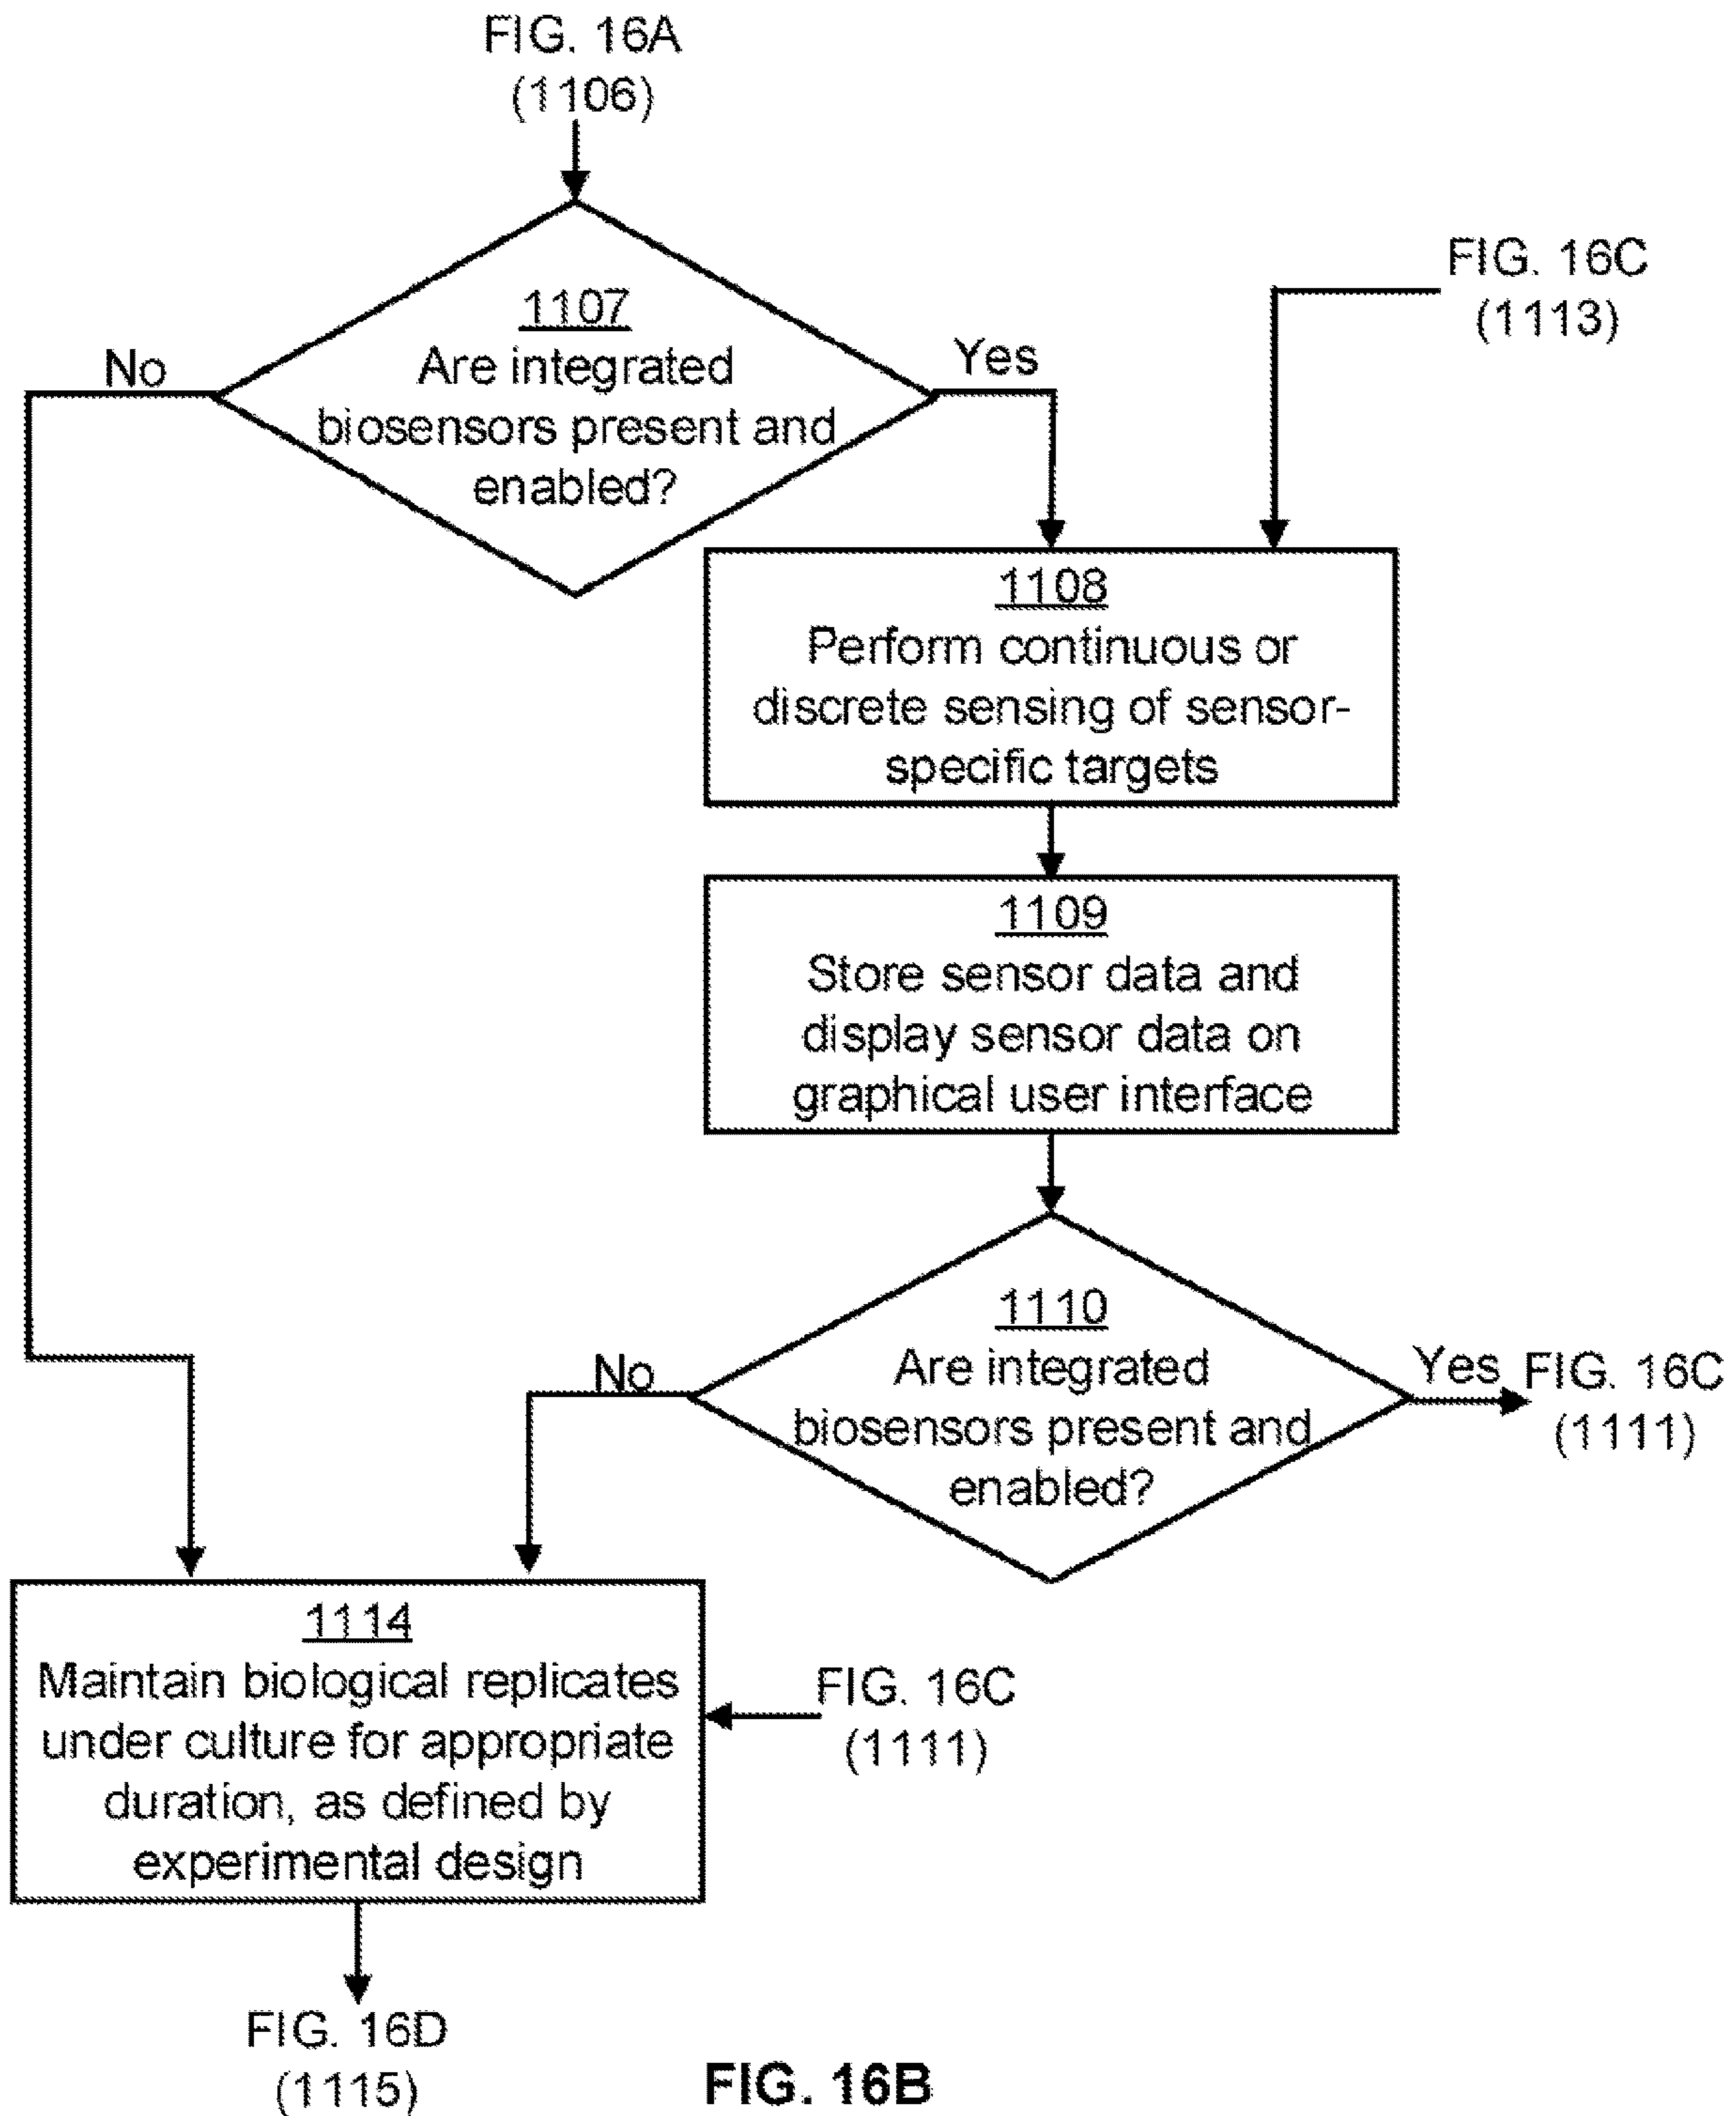 FIG. 16A
(1106)
FIG. 16C
(1113)
1107
Are integrated
biosensors present and
enabled?
No
Yes
1108
Perform continuous or
discrete sensing of sensor-
specific targets
1109
Store sensor data and
display sensor data on
graphical user interface
1110
Are integrated
biosensors present and
enabled?
No
Yes
FIG. 16C
(1111)
1114
Maintain biological replicates
under culture for appropriate
duration, as defined by
experimental design
FIG. 16C
(1111)
FIG. 16D
(1115)
FIG. 16B